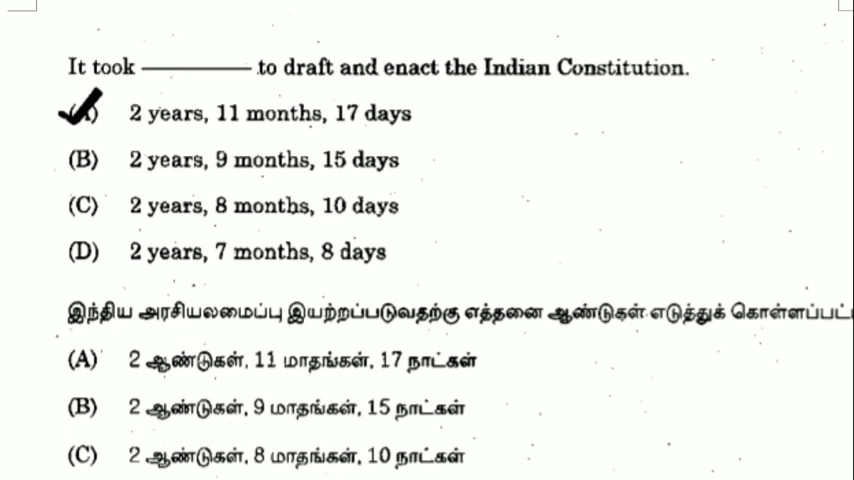 It took ———— to draft and enact the Indian Constitution.
(A) 2 years, 11 months, 17 days
(B) 2 years, 9 months, 15 days
(C) 2 years, 8 months, 10 days
(D) 2 years, 7 months, 8 days
இந்திய அரசியலமைப்பு இயற்றப்படுவதற்கு எத்தனை ஆண்டுகள் எடுத்துக் கொள்ளப்பட்
(A) 2 ஆண்டுகள், 11 மாதங்கள், 17 நாட்கள்
(B) 2 ஆண்டுகள், 9 மாதங்கள், 15 நாட்கள்
(C) 2 ஆண்டுகள், 8 மாதங்கள், 10 நாட்கள்